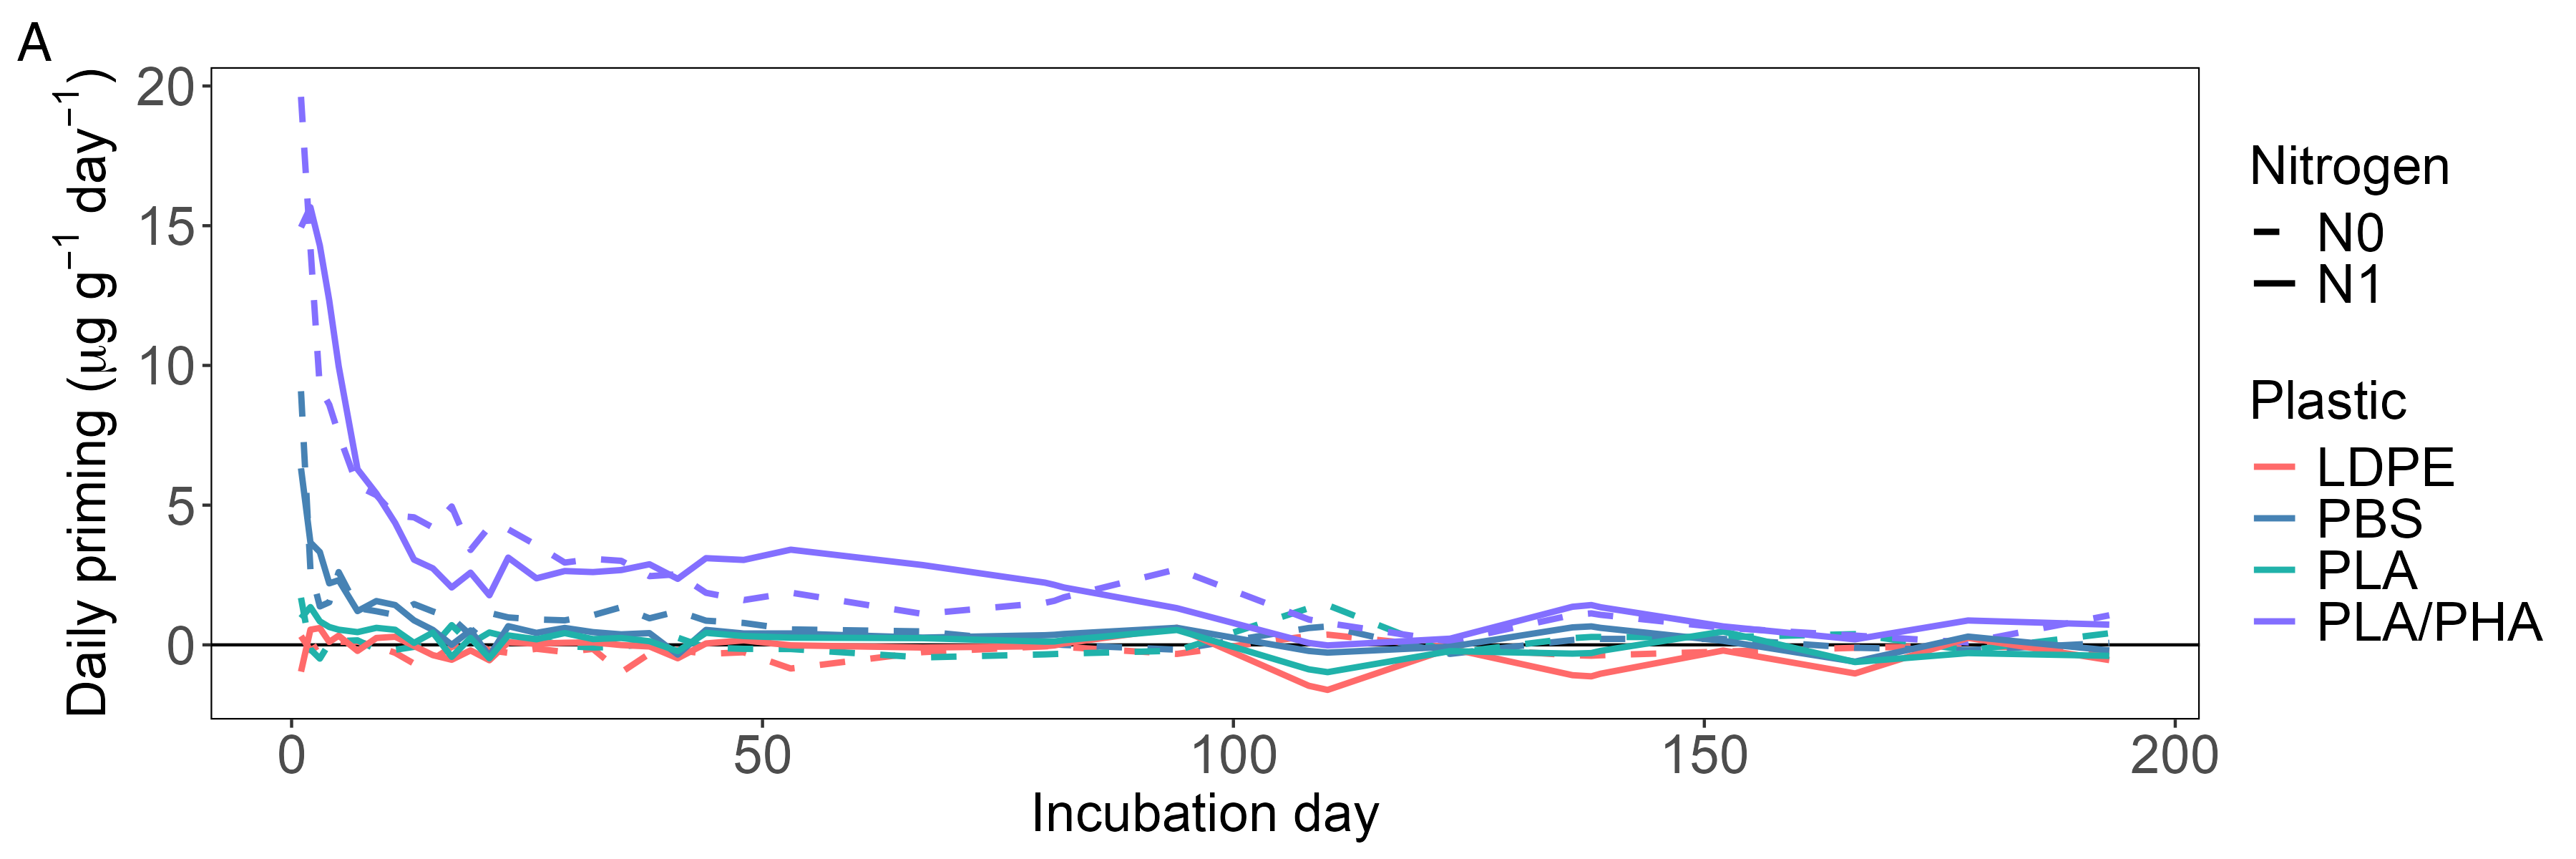 A
Daily priming (μg g⁻¹ day⁻¹)
20
15
10
5
0
0 50 100 150 200
Incubation day
Nitrogen
N0
N1
Plastic
LDPE
PBS
PLA
PLA/PHA